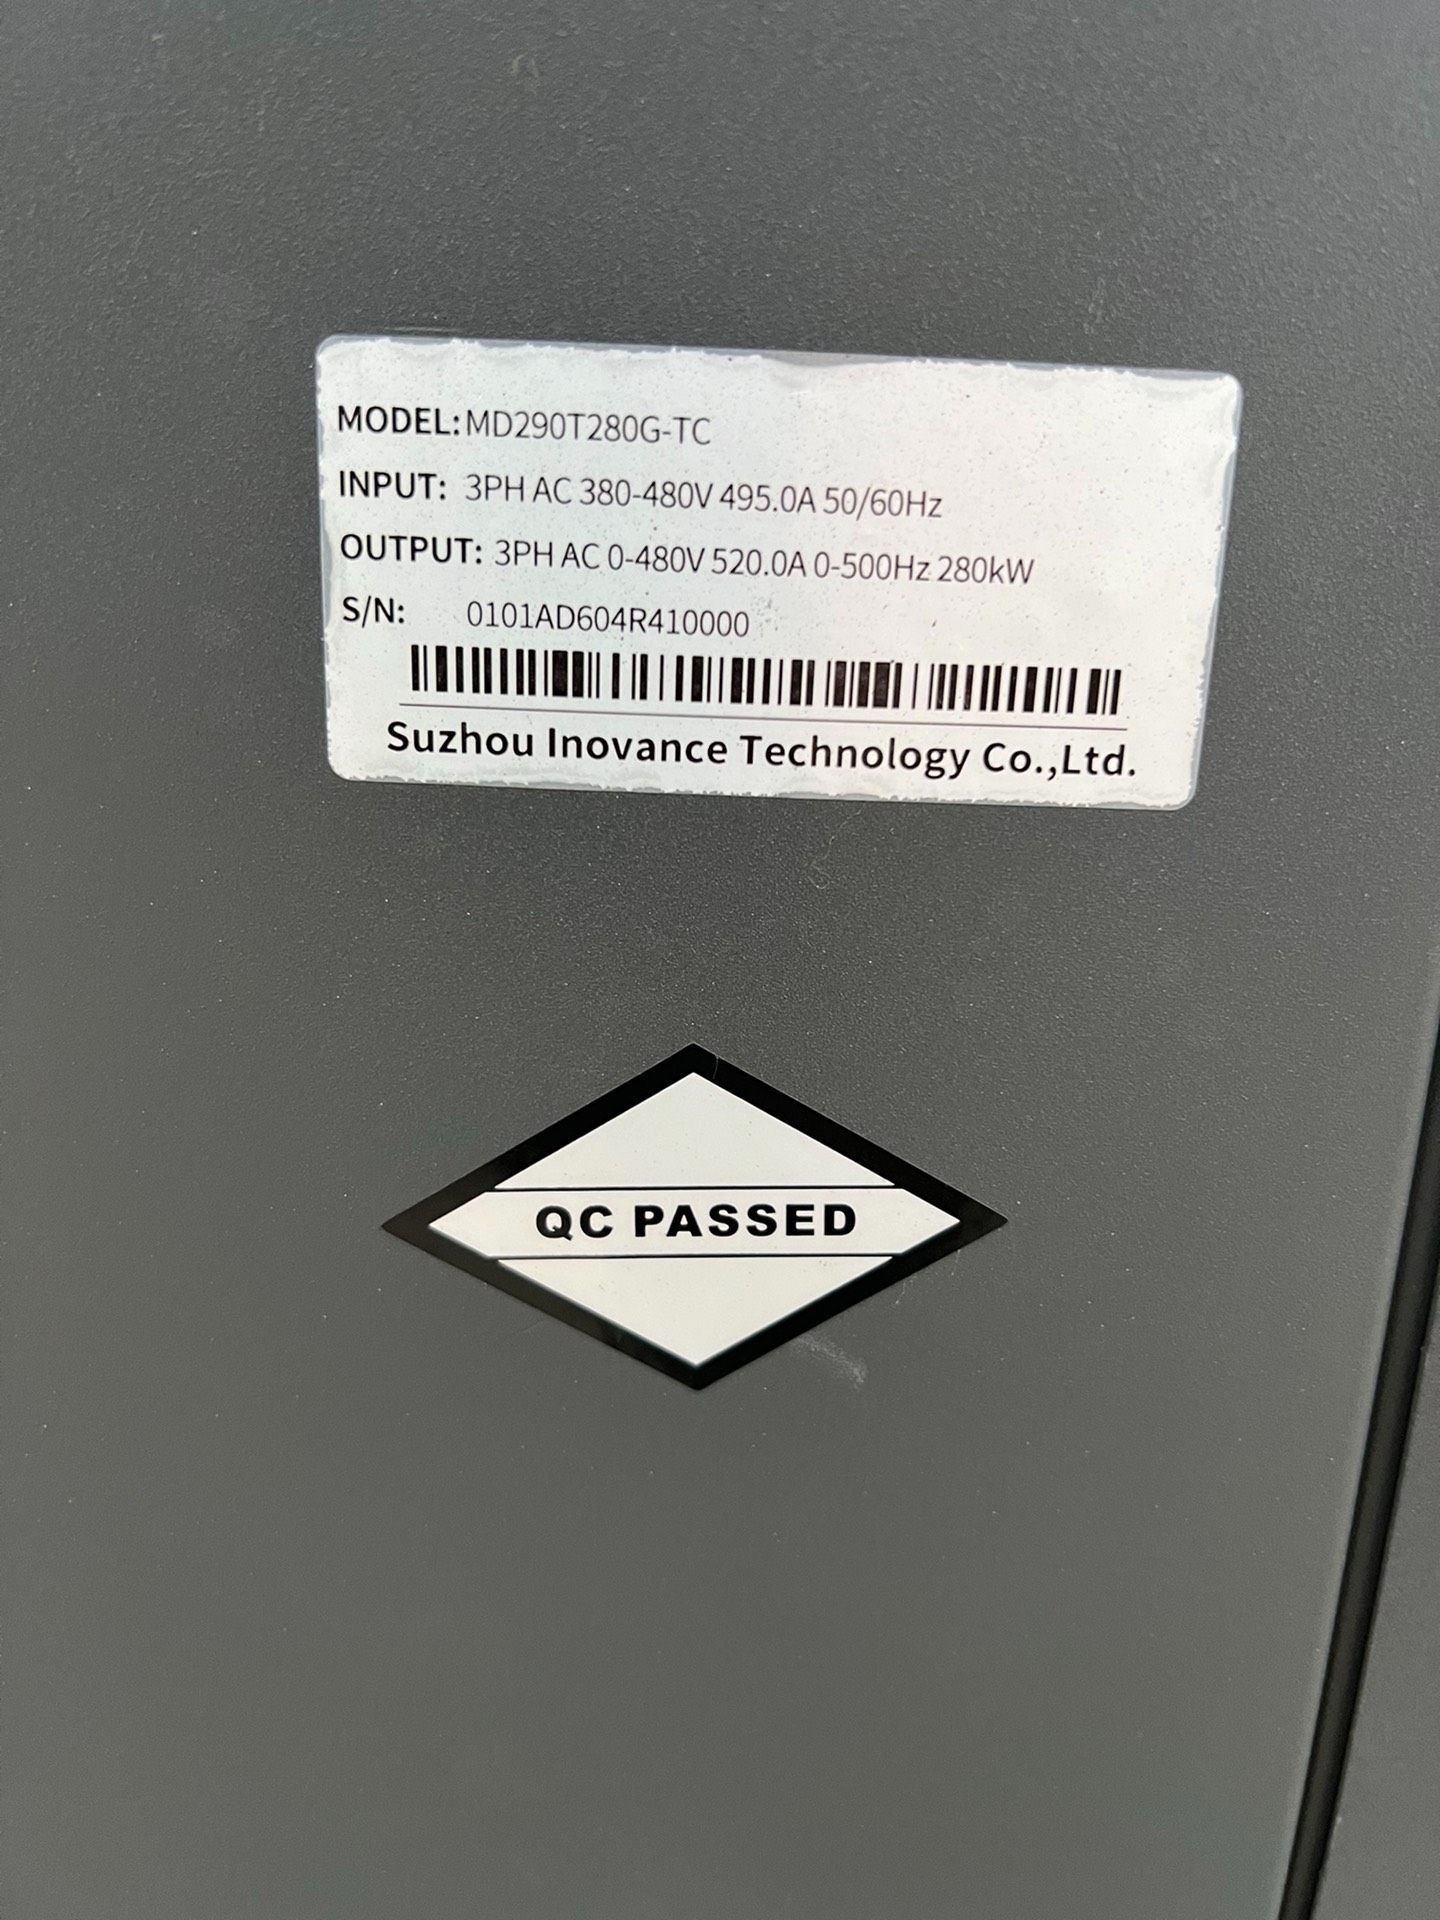 MODEL: MD290T280G-TC
INPUT: 3PH AC 380-480V 495.0A 50/60Hz
OUTPUT: 3PH AC 0-480V 520.0A 0-500Hz 280kW
S/N: 0101AD604R410000
Suzhou Inovance Technology Co.,Ltd.
QC PASSED